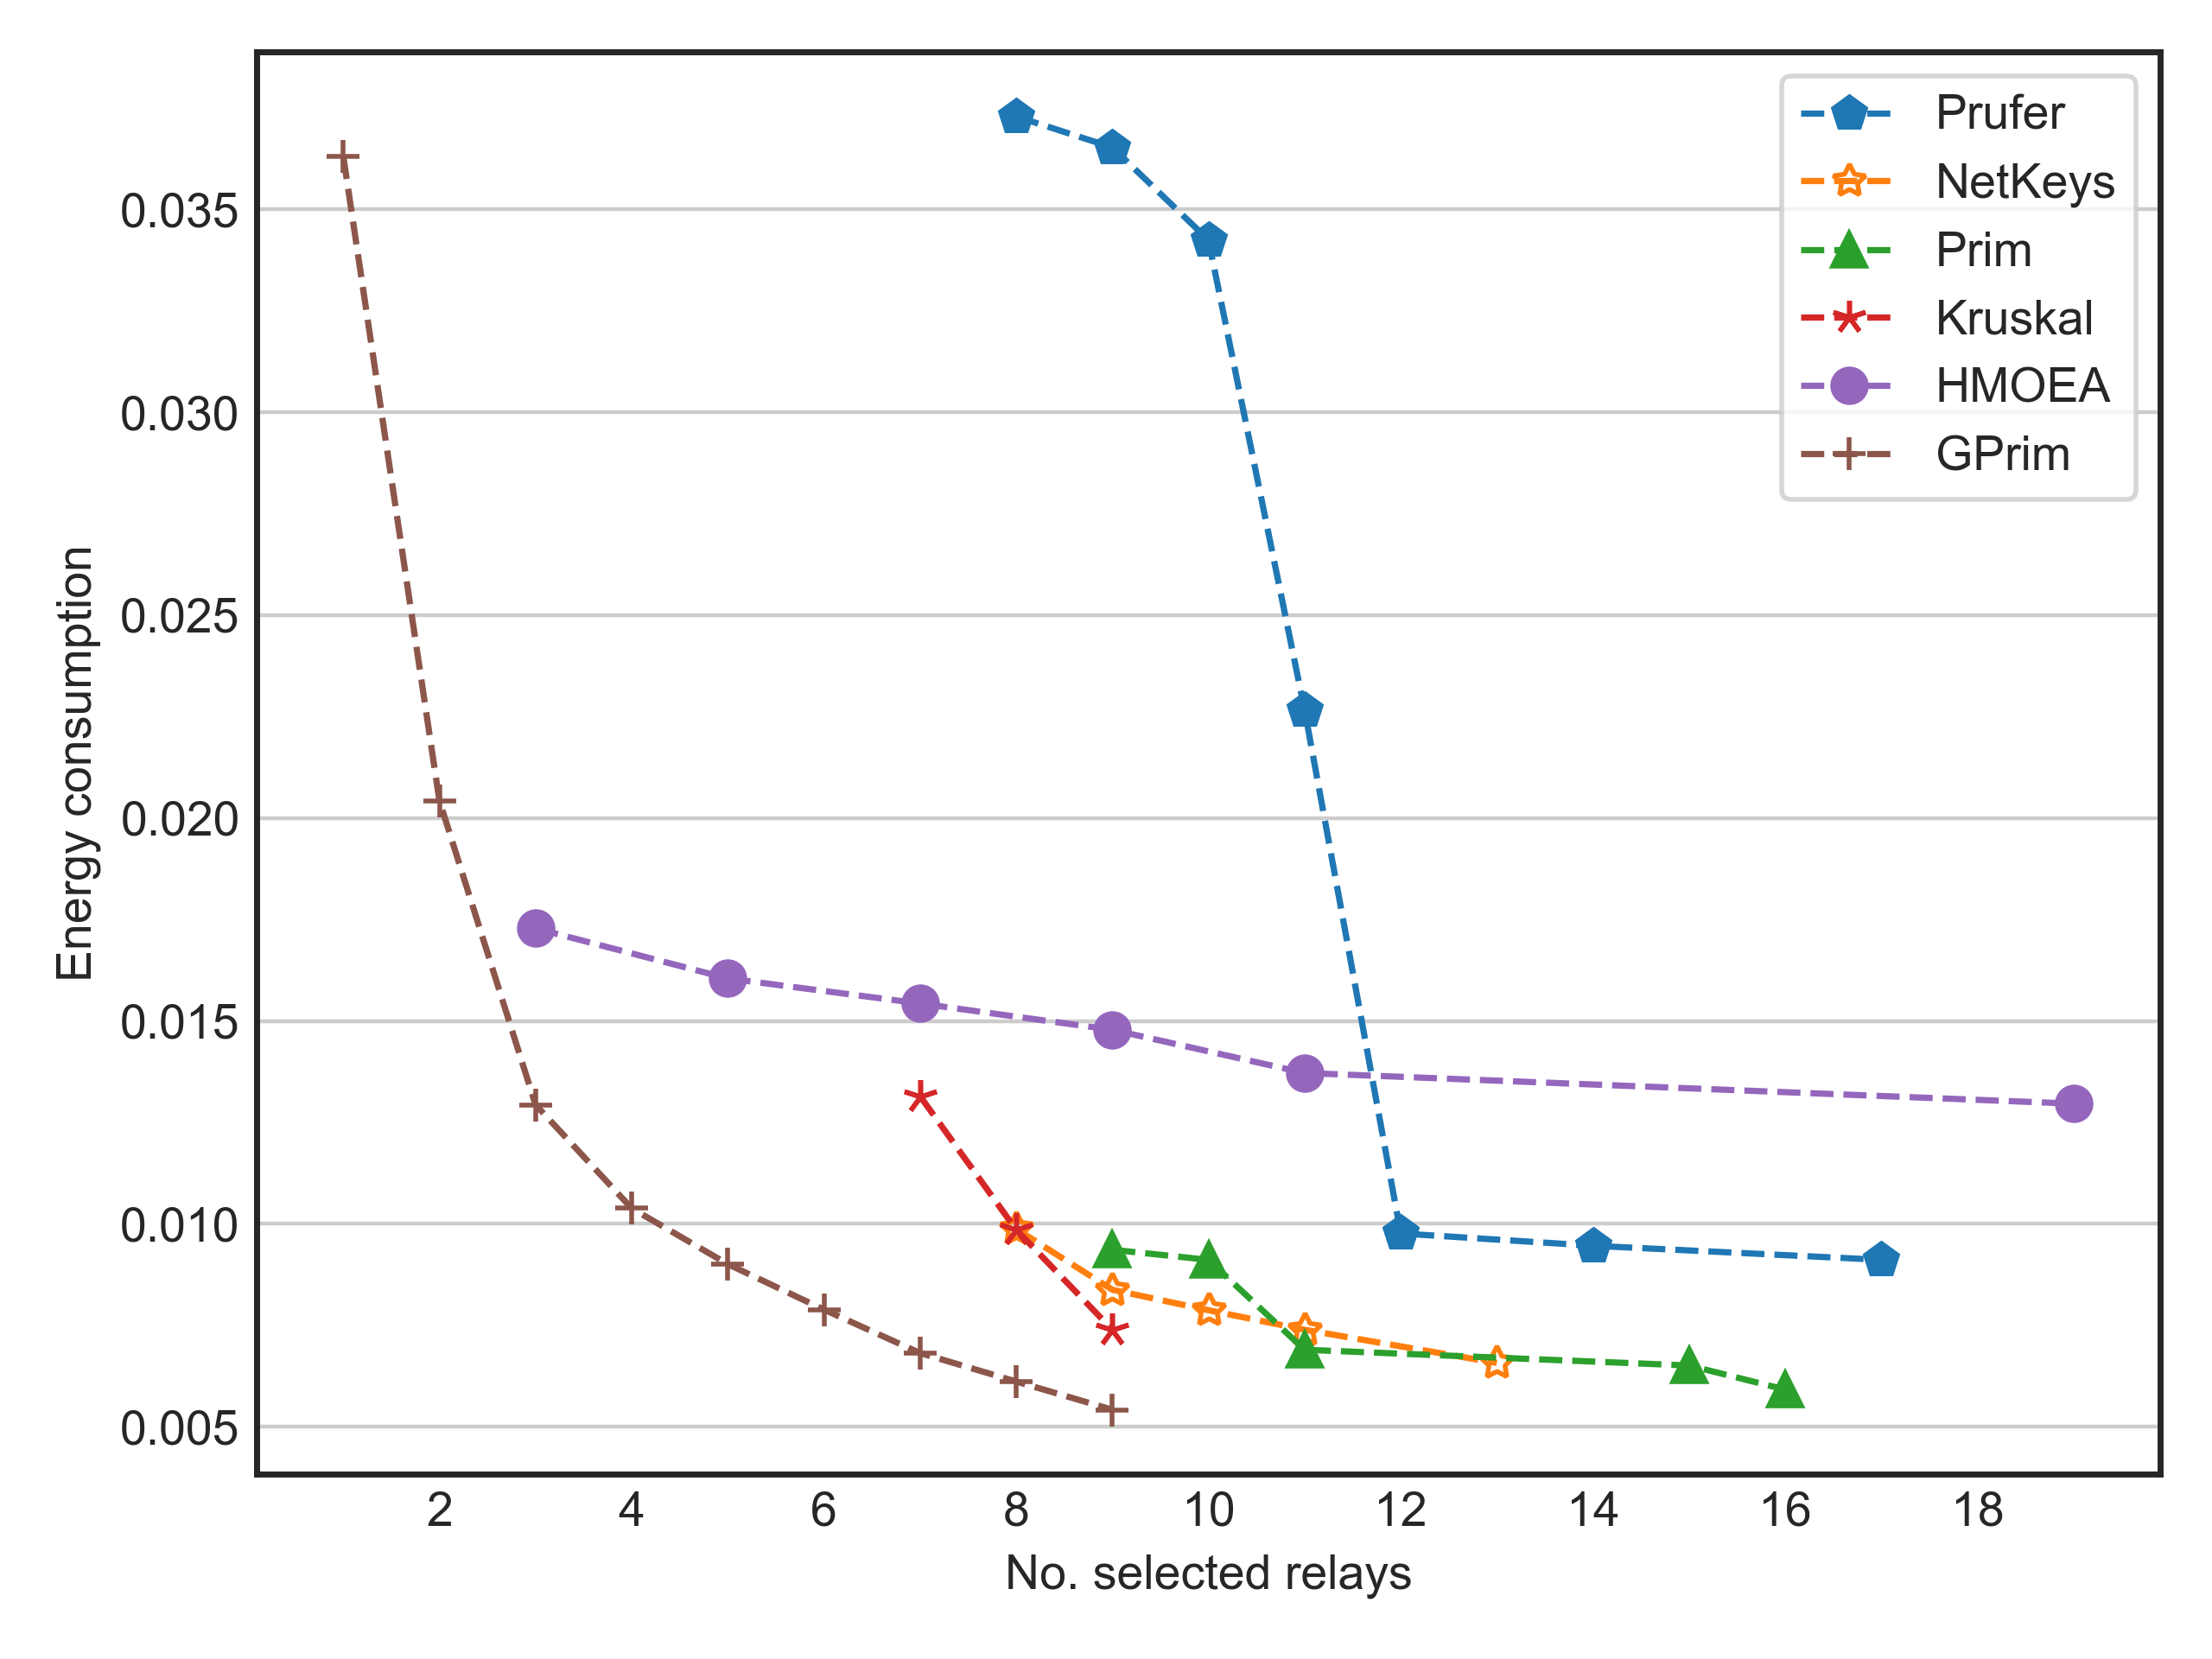 Prufer
NetKeys
Prim
Kruskal
HMOEA
GPrim
0.035
0.030
0.025
0.020
0.015
0.010
0.005
Energy consumption
2 4 6 8 10 12 14 16 18
No. selected relays